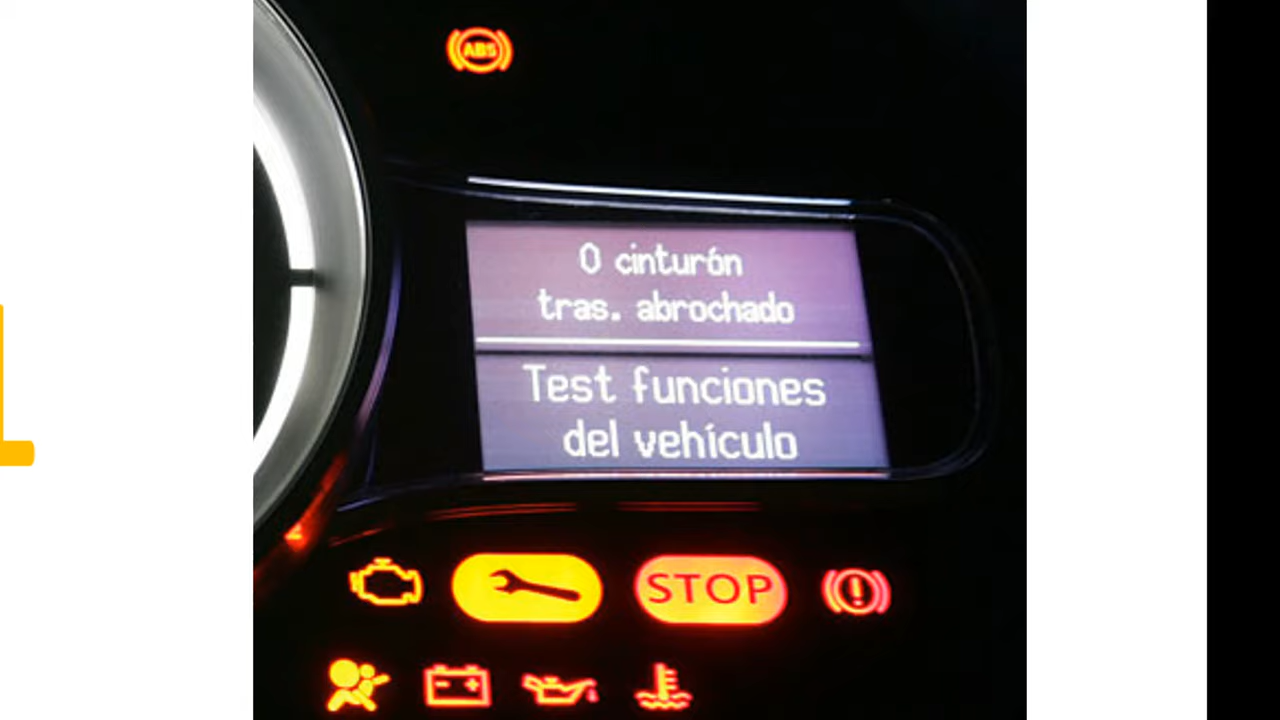 ABS
0 cinturón
tras. abrochado
Test funciones
del vehículo
STOP